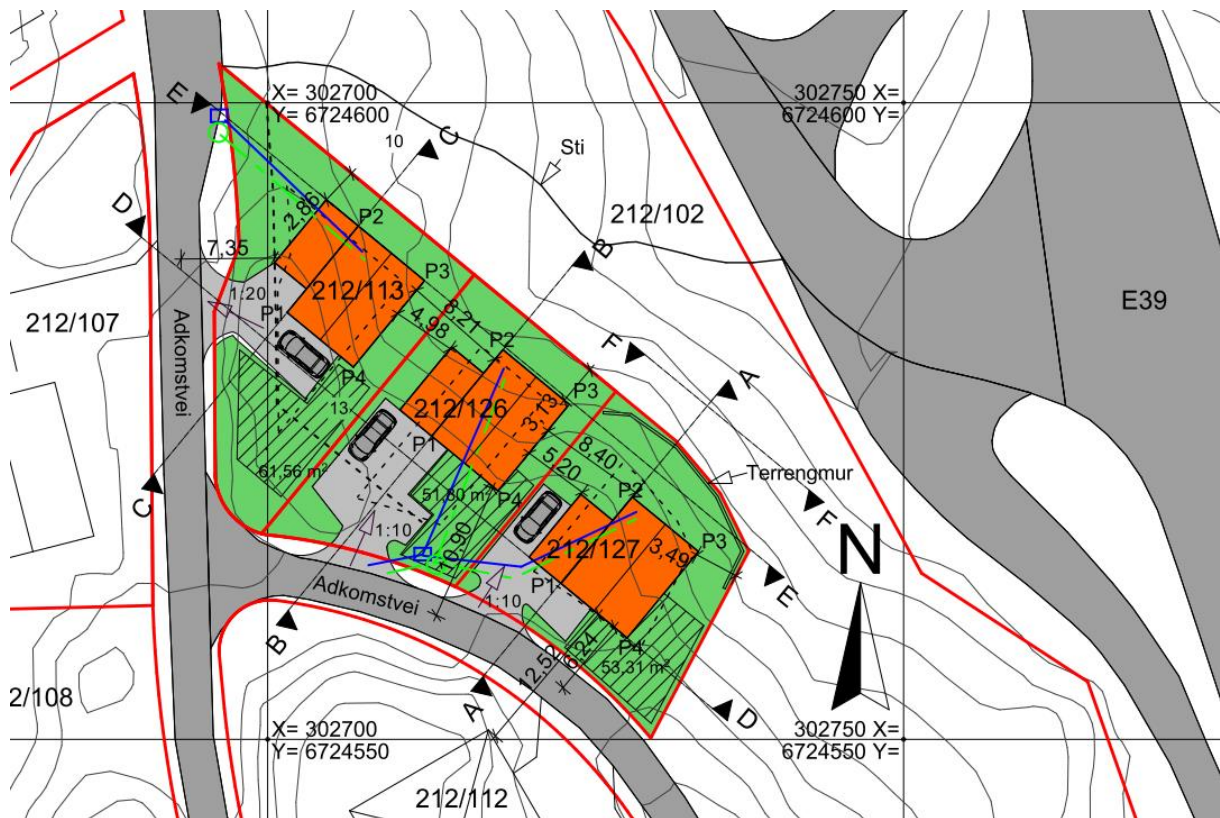 X= 302700
Y= 6724600
302750 X=
6724600 Y=
E
C
10
Sti
D
2,86
P2
212/102
7,35
B
P3
E39
1:20
212/113
P1
212/107
Adkomstvei
8,21
4,98
P2
F
P4
P3
A
13
212/126
3,13
P1
8,40
5,20
61,56 m²
Terrengmur
51,80 m²
P4
P2
C
F
1:10
10,90
212/127
3,49
P3
N
P1
Adkomstvei
1:10
E
B
P4
6,24
53,31 m²
12,52
2/108
A
D
X= 302700
Y= 6724550
302750 X=
6724550 Y=
212/112